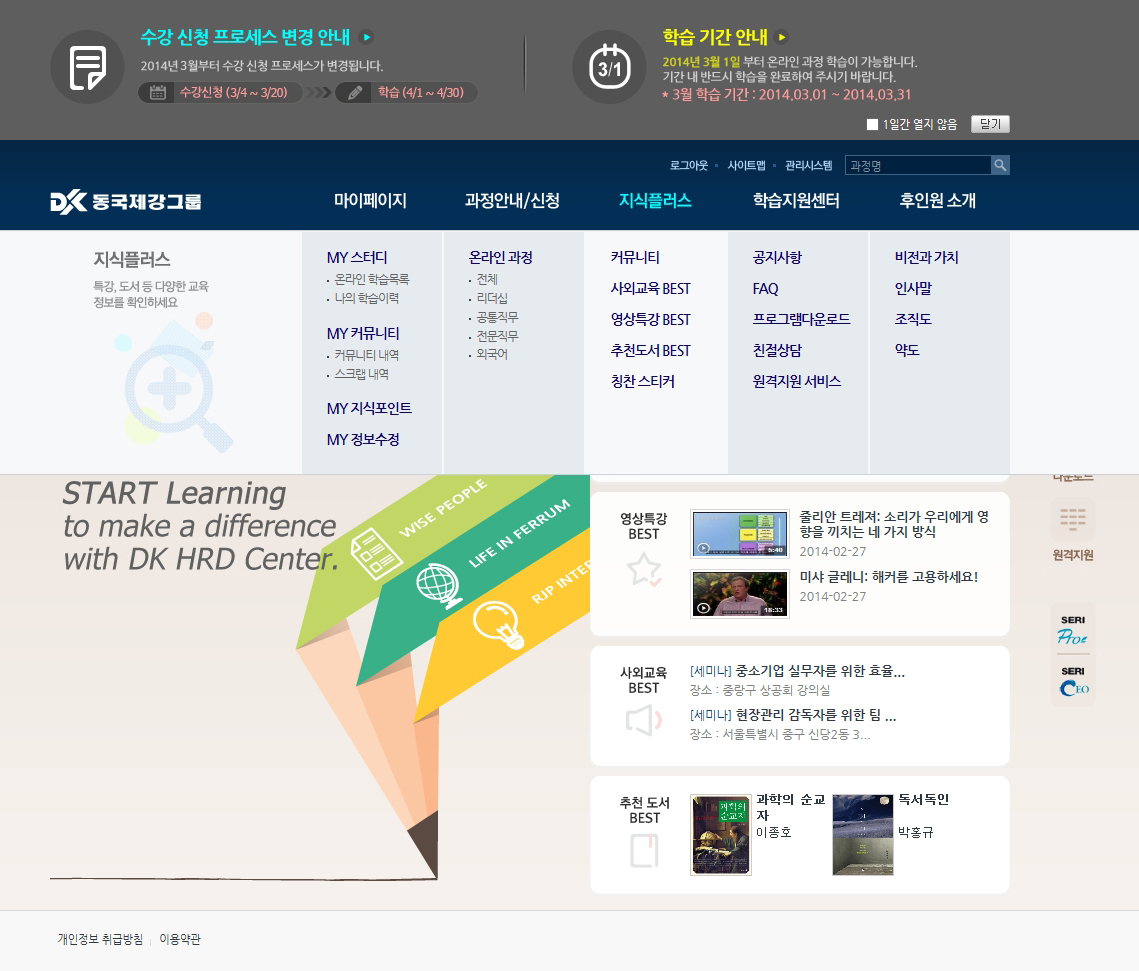 수강 신청 프로세스 변경 안내
2014년 3월부터 수강 신청 프로세스가 변경됩니다.
수강신청 (3/4 ~ 3/20)
학습 (4/1 ~ 4/30)
3/1
학습 기간 안내
2014년 3월 1일 부터 온라인 과정 학습이 가능합니다.
기간 내 반드시 학습을 완료하여 주시기 바랍니다.
* 3월 학습 기간 : 2014.03.01 ~ 2014.03.31
1일간 열지 않음
닫기
로그아웃
사이트맵
관리시스템
과정명
DK 동국제강그룹
마이페이지
과정안내/신청
지식플러스
학습지원센터
후인원 소개
지식플러스
특강, 도서 등 다양한 교육
정보를 확인하세요
MY 스터디
온라인 학습목록
나의 학습이력
MY 커뮤니티
커뮤니티 내역
스크랩 내역
MY 지식포인트
MY 정보수정
온라인 과정
전체
리더십
공통직무
전문직무
외국어
커뮤니티
사외교육 BEST
영상특강 BEST
추천도서 BEST
칭찬 스티커
공지사항
FAQ
프로그램다운로드
친절상담
원격지원 서비스
비전과 가치
인사말
조직도
약도
START Learning
to make a difference
with DK HRD Center.
WISE PEOPLE
LIFE IN FERRUM
RJP INTER
영상특강
BEST
5:40
줄리안 트레져: 소리가 우리에게 영
향을 끼치는 네 가지 방식
2014-02-27
18:33
미샤 글레니: 해커를 고용하세요!
2014-02-27
사외교육
BEST
[세미나] 중소기업 실무자를 위한 효율...
장소 : 중랑구 상공회 강의실
[세미나] 현장관리 감독자를 위한 팀 ...
장소 : 서울특별시 중구 신당2동 3...
추천 도서
BEST
과학의
순교자
과학의 순교
자
이종호
독서독인
박홍규
다운로드
원격지원
SERI
Pro
SERI
CEO
개인정보 취급방침
이용약관